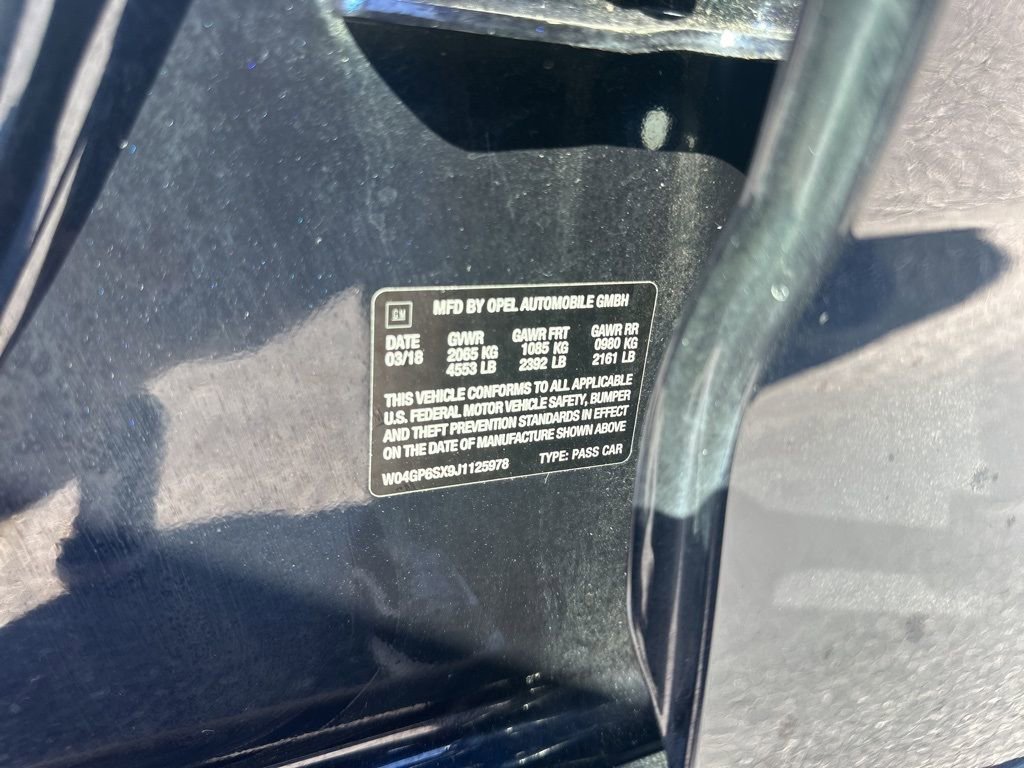 GM MFD BY OPEL AUTOMOBILE GMBH
DATE GVWR GAWR FRT GAWR RR
03/18 2065 KG 1085 KG 0980 KG
4553 LB 2392 LB 2161 LB
THIS VEHICLE CONFORMS TO ALL APPLICABLE
U.S. FEDERAL MOTOR VEHICLE SAFETY, BUMPER
AND THEFT PREVENTION STANDARDS IN EFFECT
ON THE DATE OF MANUFACTURE SHOWN ABOVE
W04GP6SX9J1125978 TYPE: PASS CAR